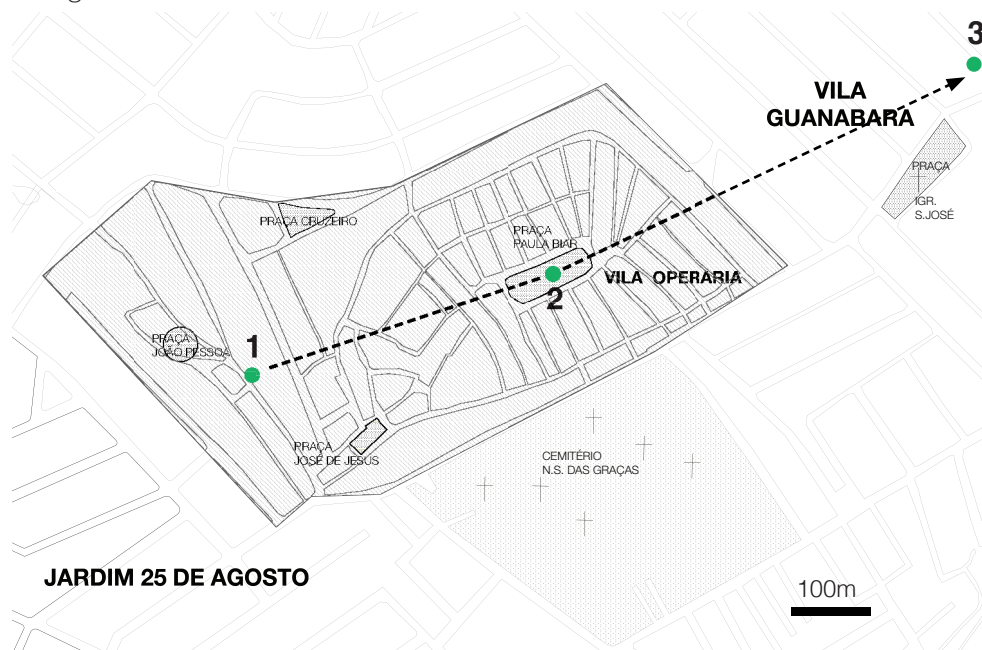 3
VILA
GUANABARA
PRAÇA
IGR.
S.JOSÉ
PRAÇA CRUZEIRO
PRAÇA
PAULA BIAR
VILA OPERARIA
2
PRAÇA
JOÃO PESSOA
1
PRAÇA
JOSÉ DE JESUS
CEMITÉRIO
N.S. DAS GRAÇAS
JARDIM 25 DE AGOSTO
100m